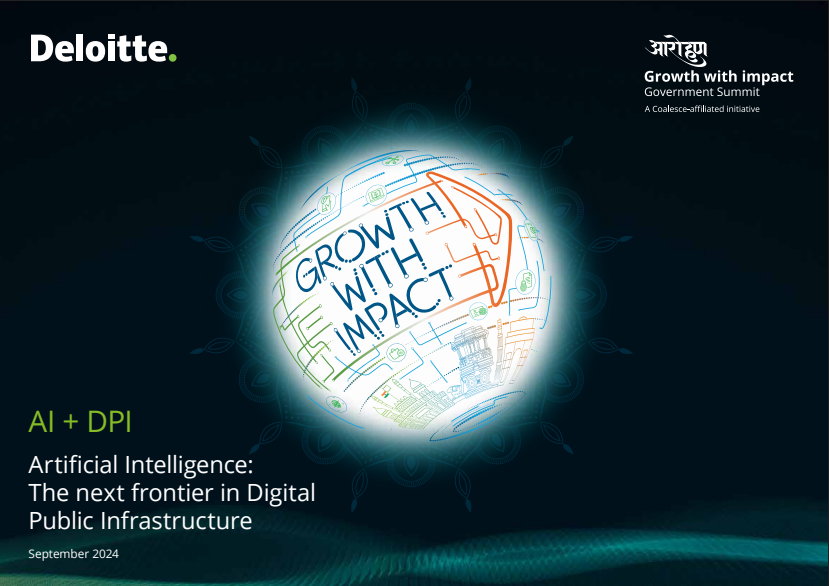 Deloitte.
आरोहण
Growth with impact
Government Summit
A Coalesce-affiliated initiative
GROWTH
WITH
IMPACT
AI + DPI
Artificial Intelligence:
The next frontier in Digital
Public Infrastructure
September 2024